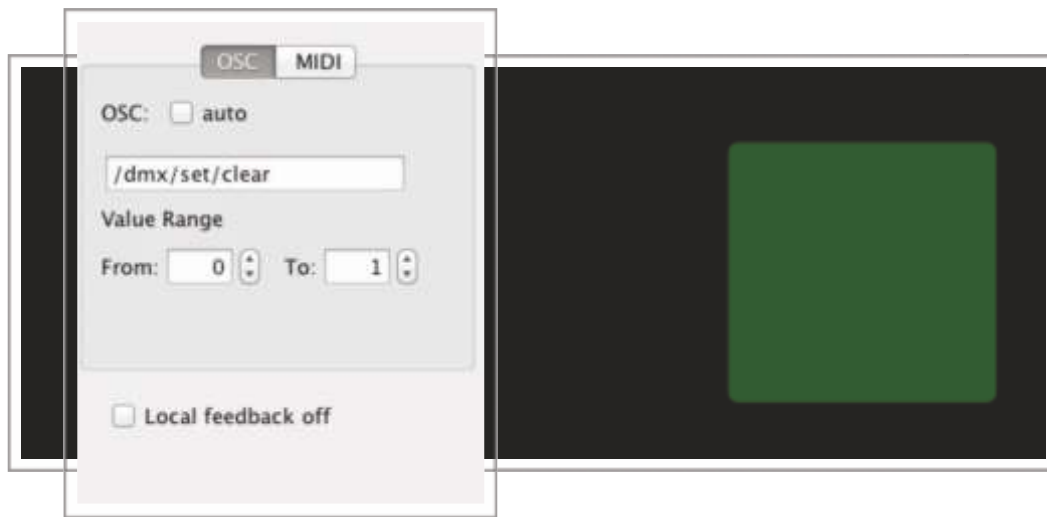 OSC MIDI
OSC: auto
/dmx/set/clear
Value Range
From: 0 To: 1
Local feedback off